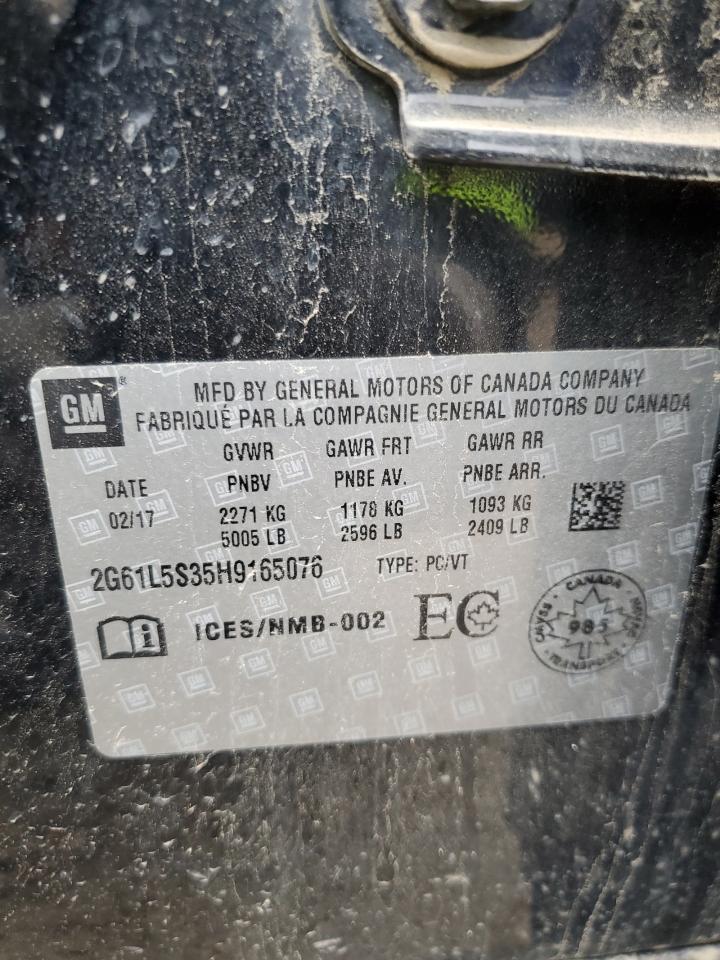 GM
MFD BY GENERAL MOTORS OF CANADA COMPANY
FABRIQUÉ PAR LA COMPAGNIE GENERAL MOTORS DU CANADA
GVWR GAWR FRT GAWR RR
DATE PNBV PNBE AV. PNBE ARR.
02/17 2271 KG 1178 KG 1093 KG
5005 LB 2596 LB 2409 LB
2G61L5S35H9165076 TYPE: PC/VT
ICES/NMB-002 EC
CANADA
985
TRANSPORT